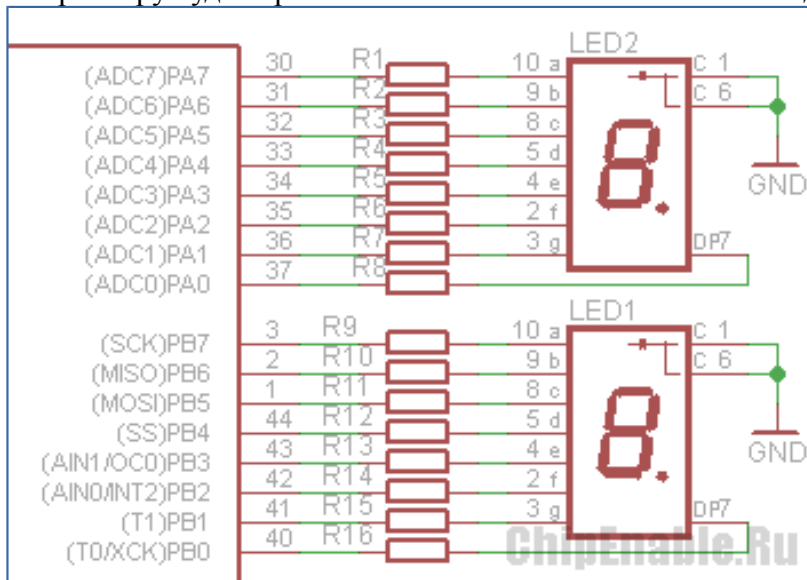 LED2
(ADC7)PA7 30 R1 10 a C 1
(ADC6)PA6 31 R2 9 b C 6
(ADC5)PA5 32 R3 8 c
(ADC4)PA4 33 R4 5 d
(ADC3)PA3 34 R5 4 e GND
(ADC2)PA2 35 R6 2 f
(ADC1)PA1 36 R7 3 g DP7
(ADC0)PA0 37 R8
LED1
(SCK)PB7 3 R9 10 a C 1
(MISO)PB6 2 R10 9 b C 6
(MOSI)PB5 1 R11 8 c
(SS)PB4 44 R12 5 d
(AIN1/OC0)PB3 43 R13 4 e GND
(AIN0/INT2)PB2 42 R14 2 f
(T1)PB1 41 R15 3 g DP7
(T0/XCK)PB0 40 R16
ChipEnable.Ru